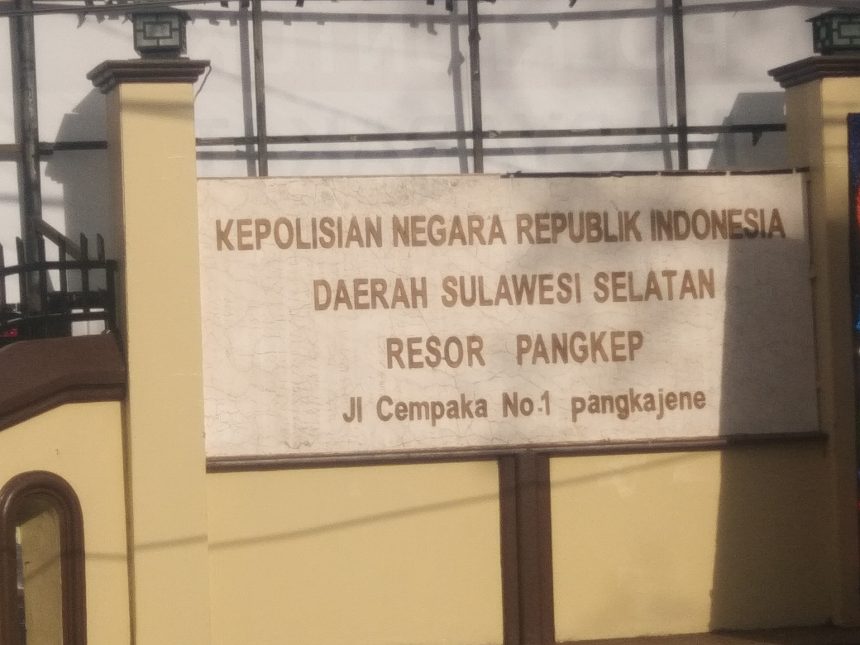 KEPOLISIAN NEGARA REPUBLIK INDONESIA
DAERAH SULAWESI SELATAN
RESOR PANGKEP
Jl Cempaka No.1 pangkajene